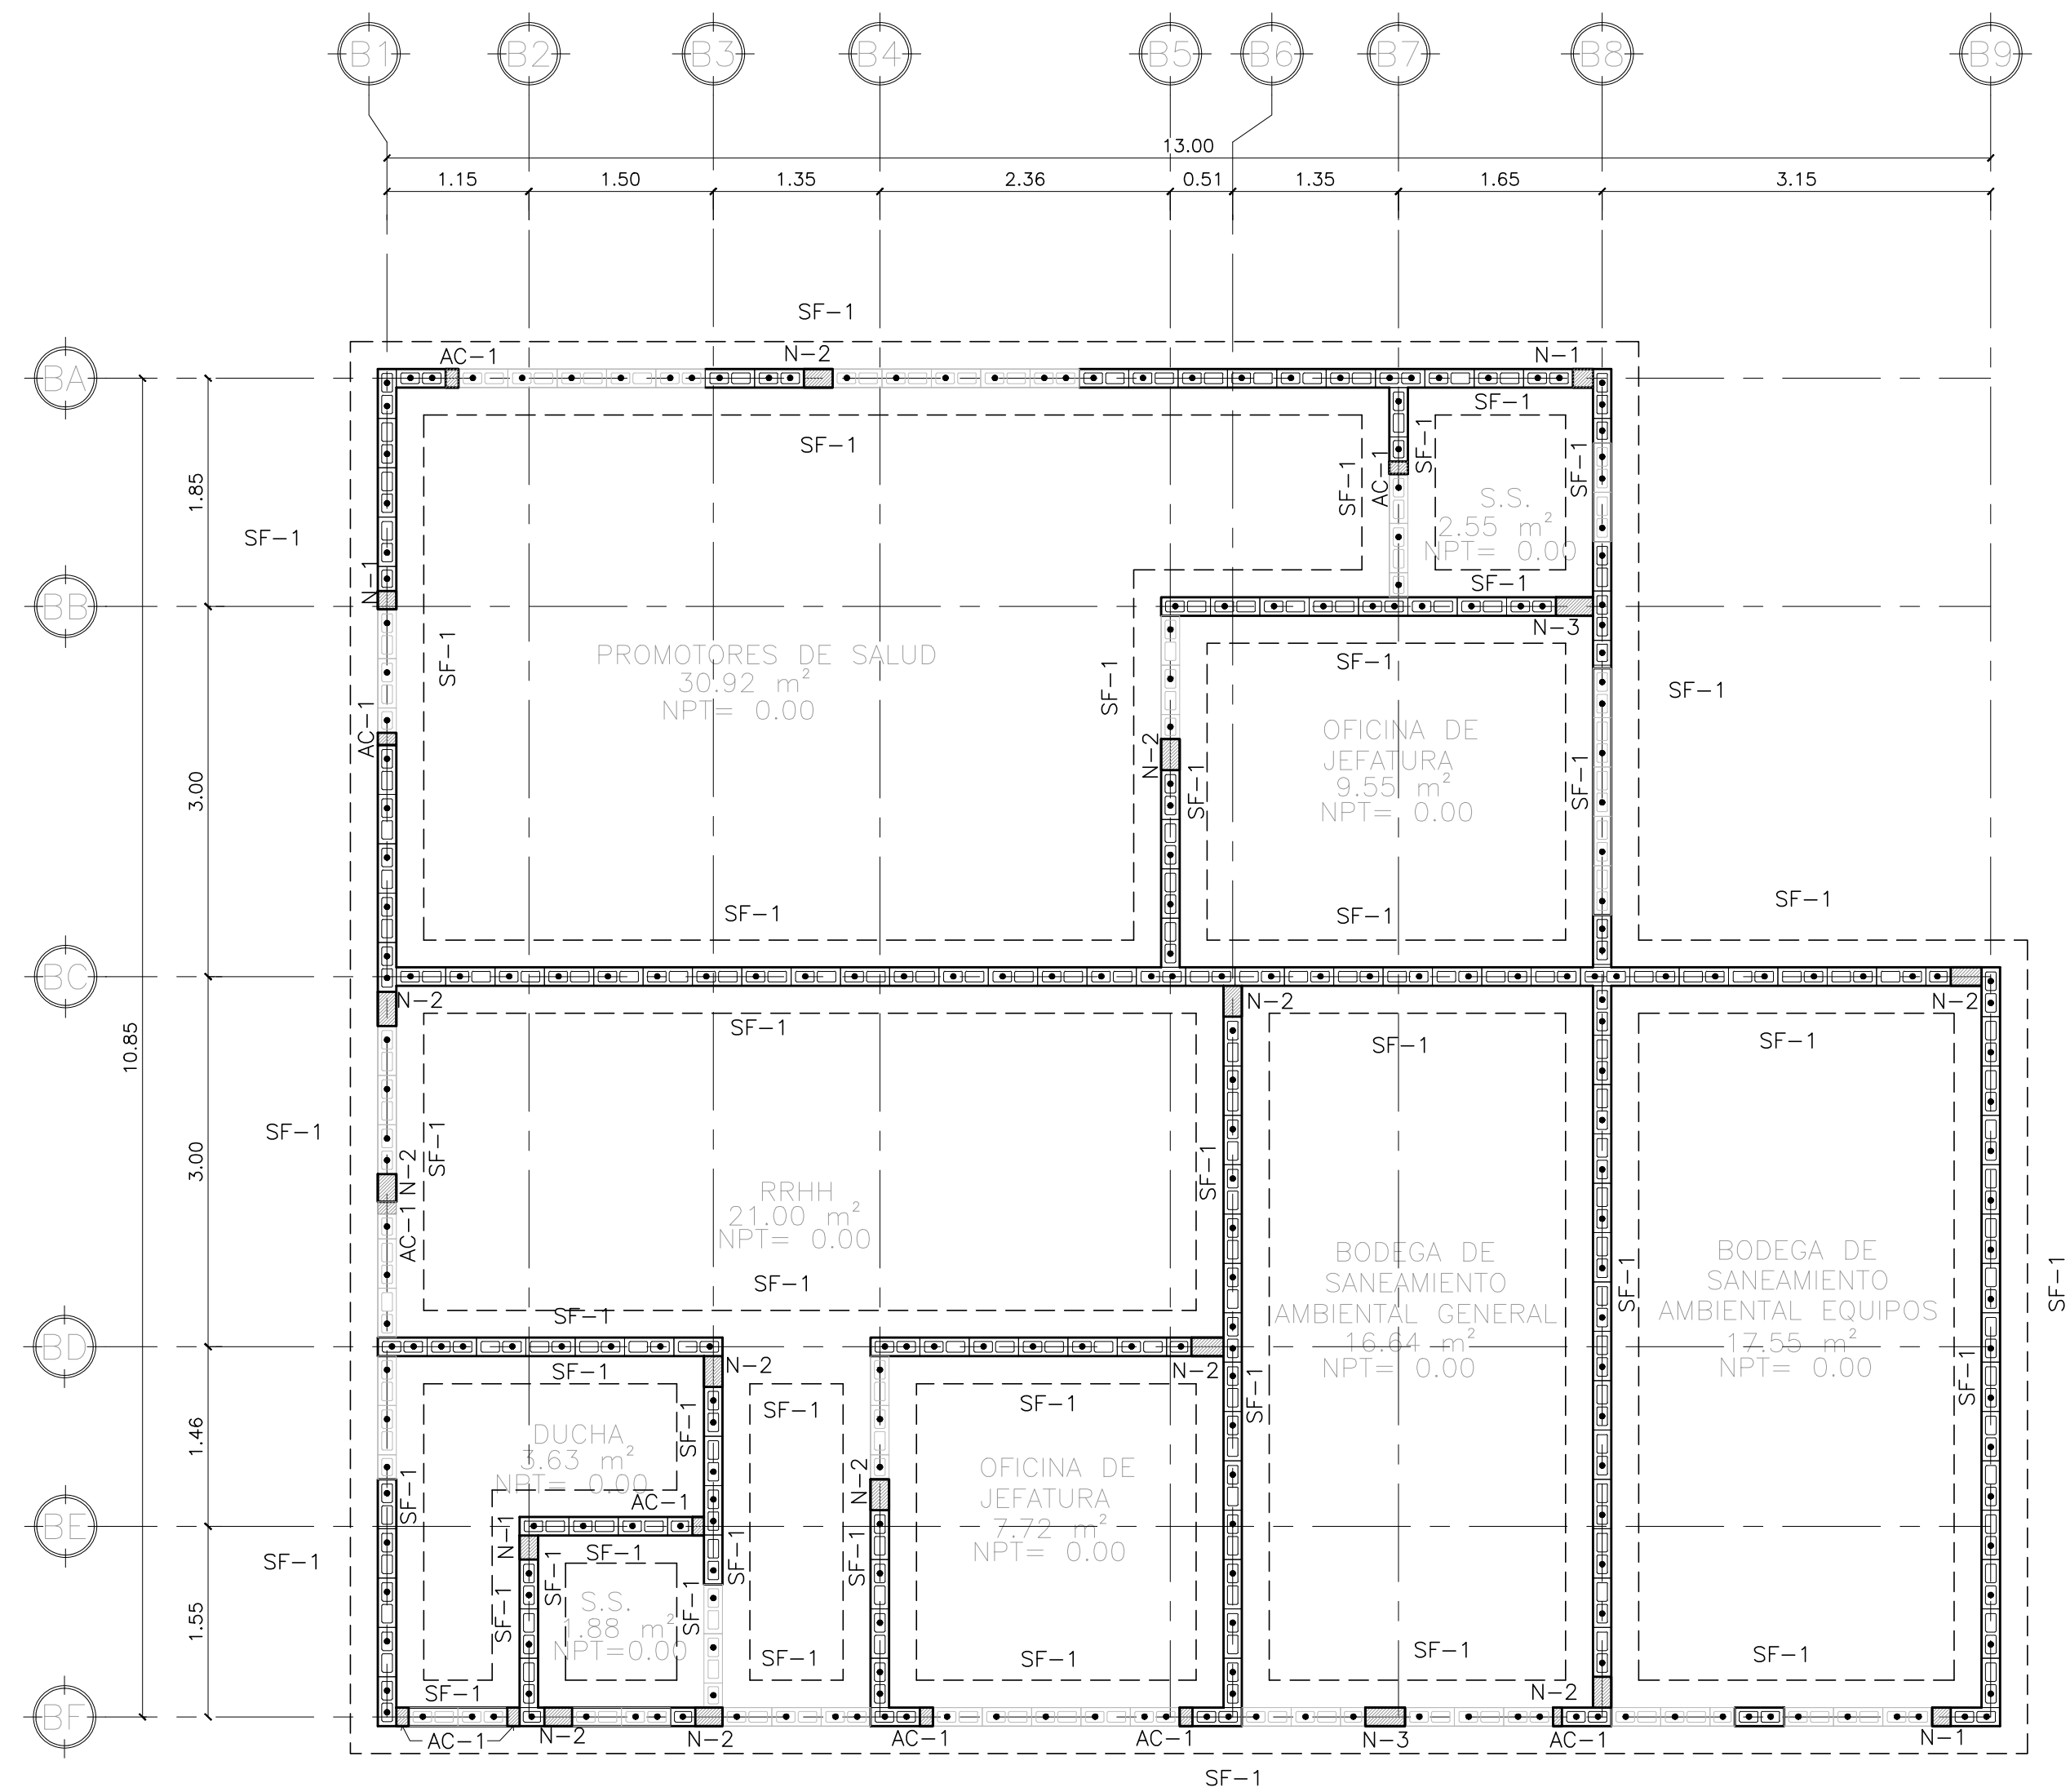 B1 B2 B3 B4 B5 B6 B7 B8 B9
13.00
1.15 1.50 1.35 2.36 0.51 1.35 1.65 3.15
SF-1
AC-1 N-2 N-1
BA
SF-1
SF-1
SF-1
AC-1
SF-1
SF-1
1.85
S.S.
2.55 m²
NPT= 0.00
SF-1
N-1
SF-1
BB
N-3
SF-1
PROMOTORES DE SALUD
30.92 m²
NPT= 0.00
SF-1
SF-1
SF-1
AC-1
N-2
OFICINA DE
JEFATURA
9.55 m²
NPT= 0.00
SF-1
SF-1
3.00
SF-1
SF-1
SF-1
BC
N-2
N-2
N-2
SF-1
SF-1
SF-1
10.85
SF-1
SF-1
3.00
N-2
SF-1
AC-1
RRHH
21.00 m²
NPT= 0.00
SF-1
SF-1
BODEGA DE
SANEAMIENTO
AMBIENTAL GENERAL
16.64 m²
NPT= 0.00
SF-1
BODEGA DE
SANEAMIENTO
AMBIENTAL EQUIPOS
17.55 m²
NPT= 0.00
SF-1
BD
SF-1
N-2
N-2
SF-1
SF-1
SF-1
SF-1
SF-1
1.46
DUCHA
3.63 m²
NPT= 0.00
SF-1
SF-1
AC-1
N-2
OFICINA DE
JEFATURA
7.72 m²
NPT= 0.00
BE
N-1
SF-1
SF-1
SF-1
SF-1
SF-1
SF-1
SF-1
1.55
S.S.
1.88 m²
NPT=0.00
SF-1
SF-1
SF-1
SF-1
SF-1
N-2
BF
AC-1
N-2
N-2
AC-1
AC-1
N-3
AC-1
N-1
SF-1